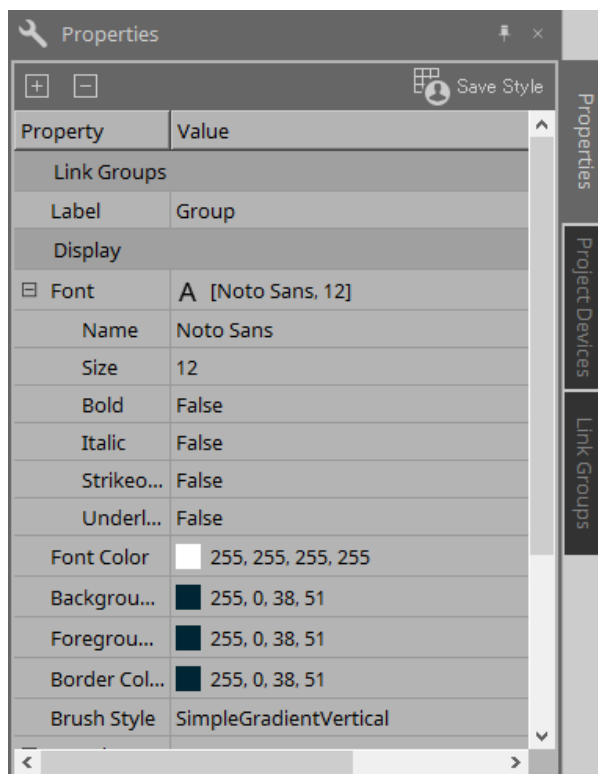 Properties
Save Style
Property Value
Link Groups
Label Group
Display
Font A [Noto Sans, 12]
Name Noto Sans
Size 12
Bold False
Italic False
Strikeo... False
Underl... False
Font Color 255, 255, 255, 255
Backgrou... 255, 0, 38, 51
Foregrou... 255, 0, 38, 51
Border Col... 255, 0, 38, 51
Brush Style SimpleGradientVertical
Properties
Project Devices
Link Groups